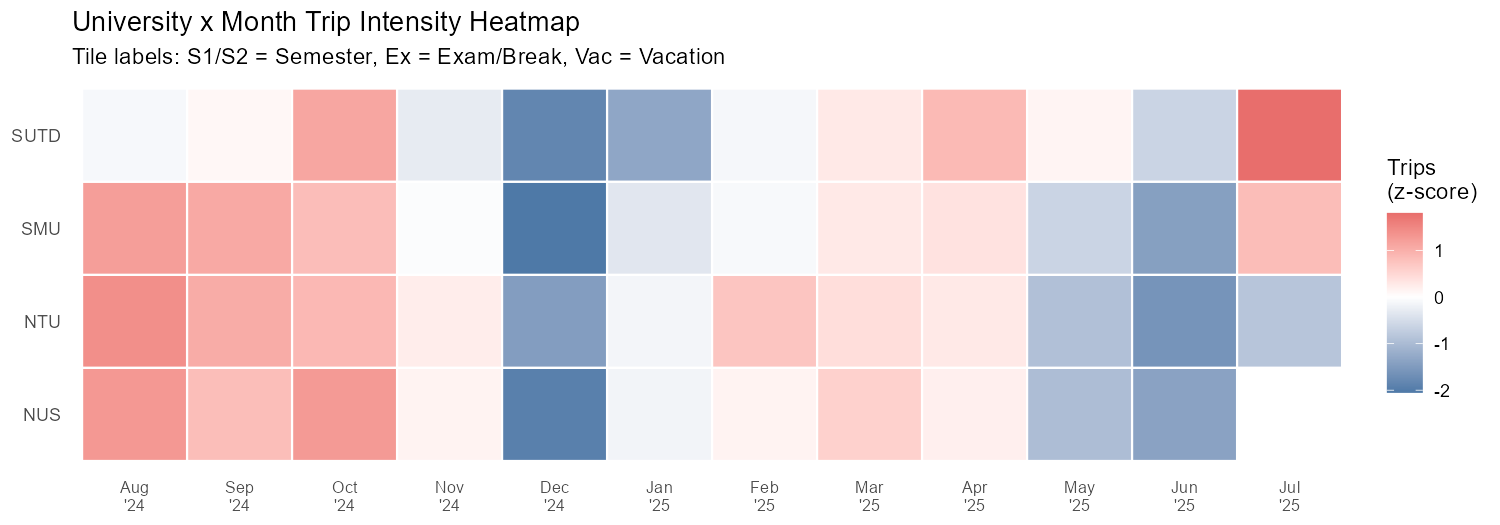 University x Month Trip Intensity Heatmap
Tile labels: S1/S2 = Semester, Ex = Exam/Break, Vac = Vacation
SUTD
SMU
NTU
NUS
Aug Sep Oct Nov Dec Jan Feb Mar Apr May Jun Jul
'24 '24 '24 '24 '24 '25 '25 '25 '25 '25 '25 '25
Trips
(z-score)
1
0
-1
-2